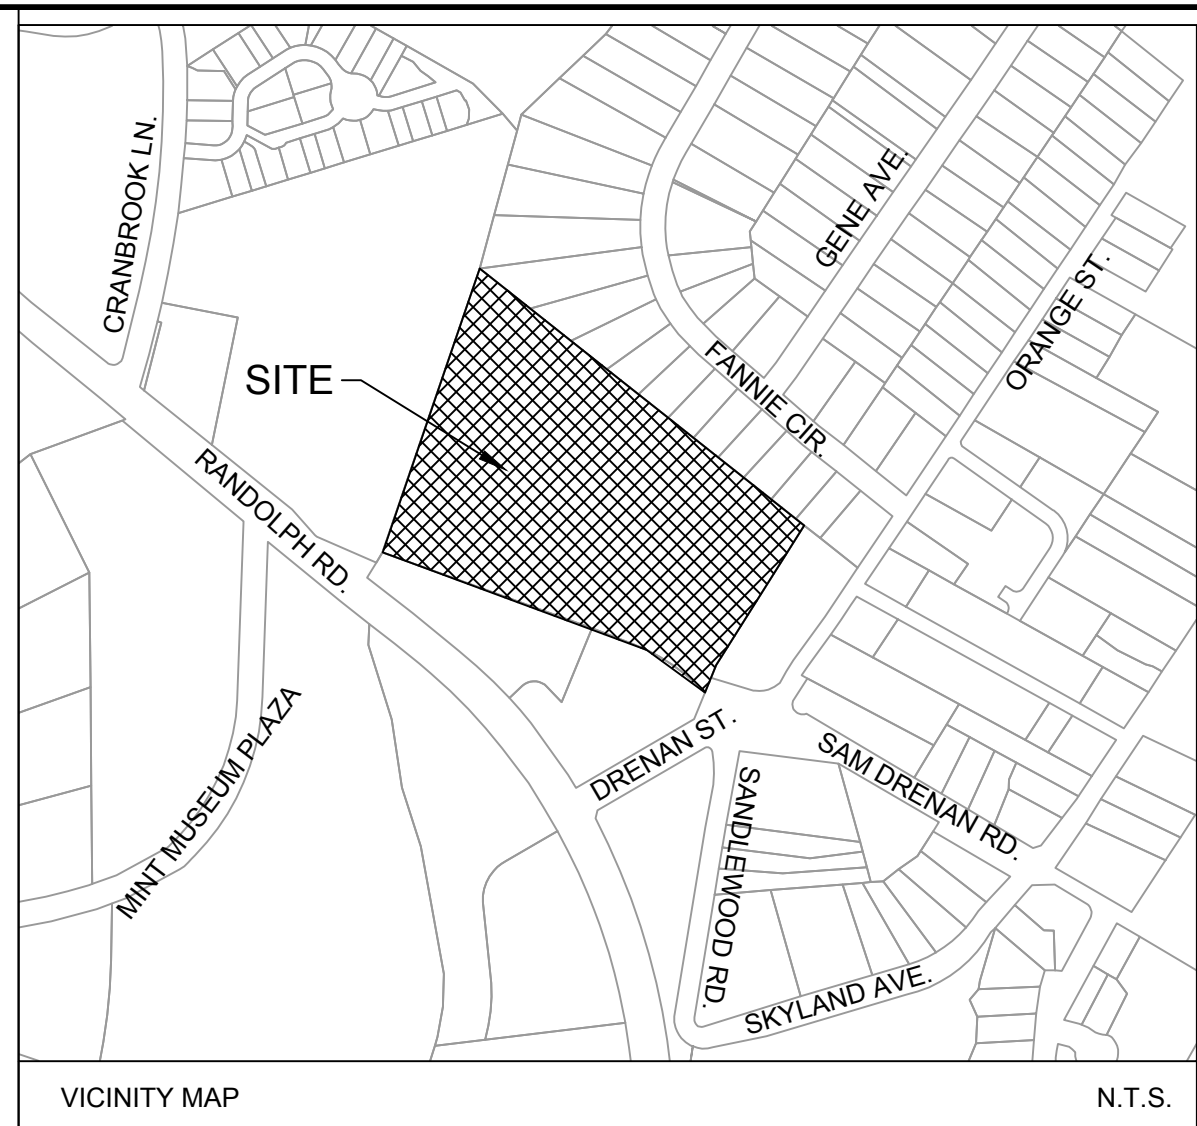 CRANBROOK LN.
GENE AVE.
ORANGE ST.
SITE
FANNIE CIR.
RANDOLPH RD.
MINT MUSEUM PLAZA
DRENAN ST.
SAM DRENAN RD.
SANDLEWOOD RD.
SKYLAND AVE.
VICINITY MAP
N.T.S.